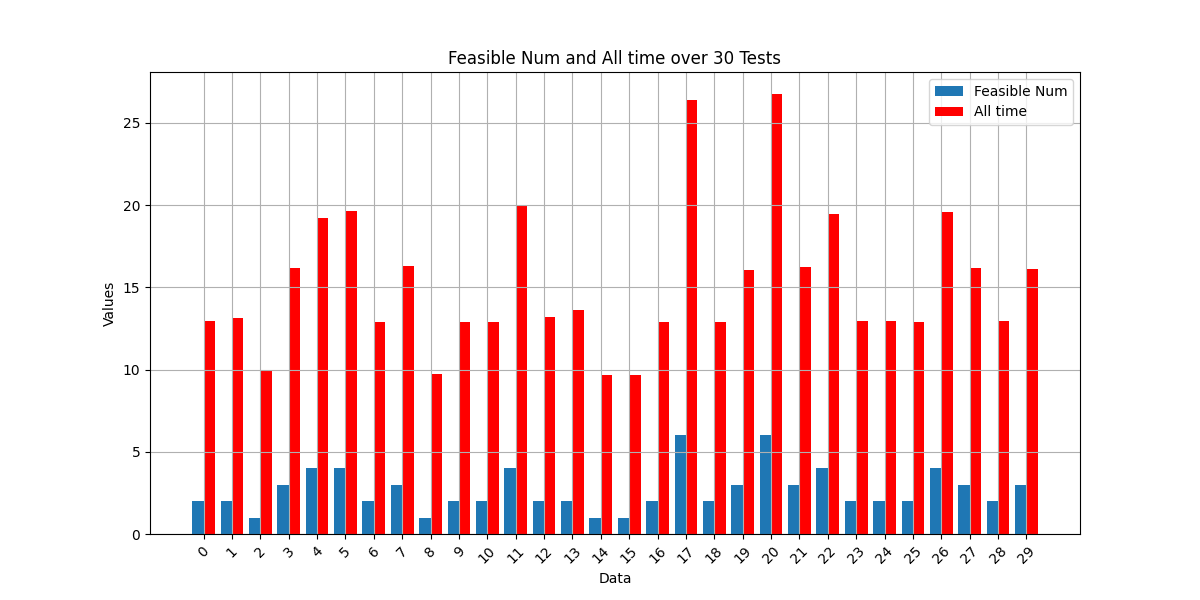 Feasible Num and All time over 30 Tests
Feasible Num
All time
Values
25
20
15
10
5
0
0 1 2 3 4 5 6 7 8 9 10 11 12 13 14 15 16 17 18 19 20 21 22 23 24 25 26 27 28 29
Data